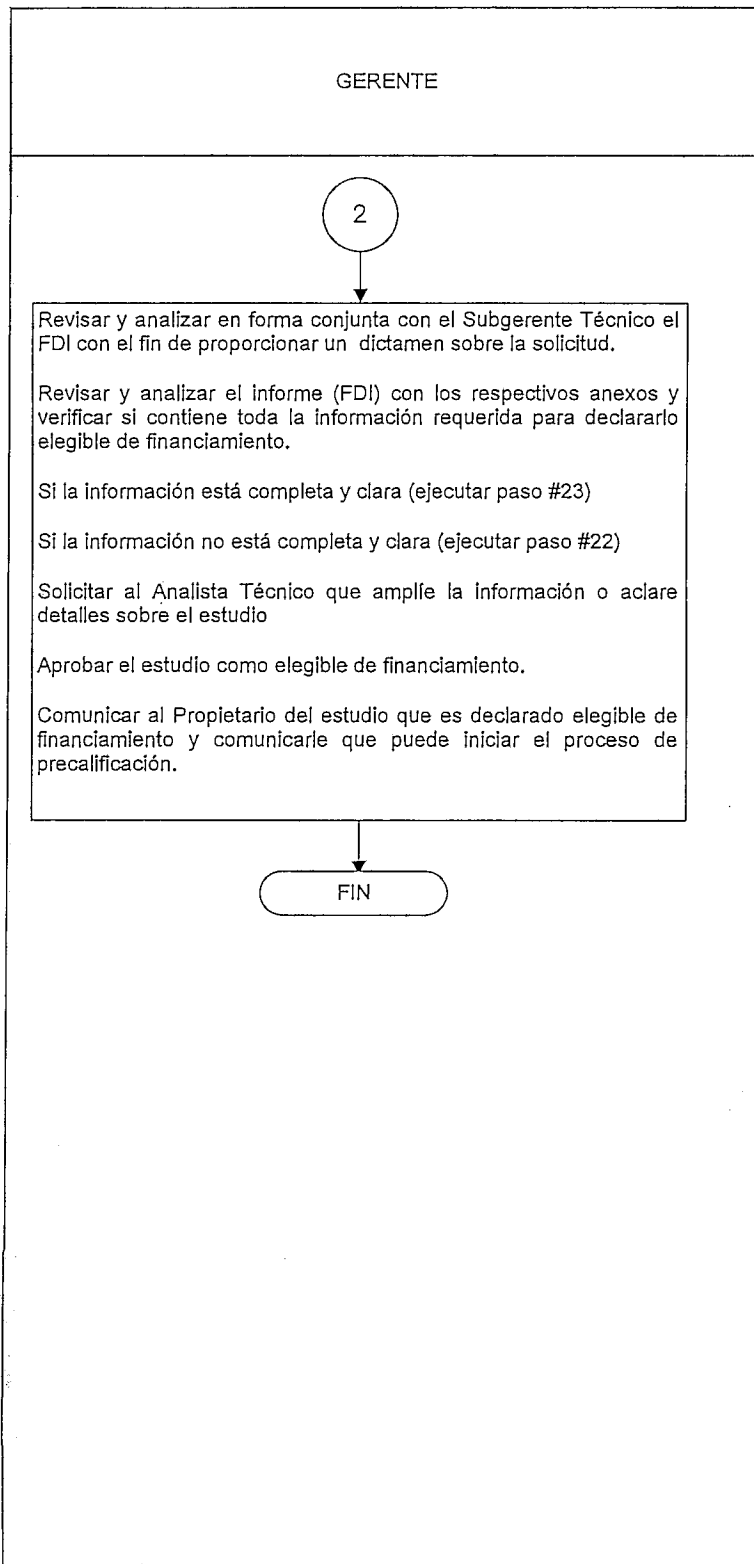 GERENTE
2
Revisar y analizar en forma conjunta con el Subgerente Técnico el
FDI con el fin de proporcionar un dictamen sobre la solicitud.
Revisar y analizar el informe (FDI) con los respectivos anexos y
verificar si contiene toda la información requerida para declararlo
elegible de financiamiento.
Si la información está completa y clara (ejecutar paso #23)
Si la información no está completa y clara (ejecutar paso #22)
Solicitar al Analista Técnico que amplíe la información o aclare
detalles sobre el estudio
Aprobar el estudio como elegible de financiamiento.
Comunicar al Propietario del estudio que es declarado elegible de
financiamiento y comunicarle que puede iniciar el proceso de
precalificación.
FIN